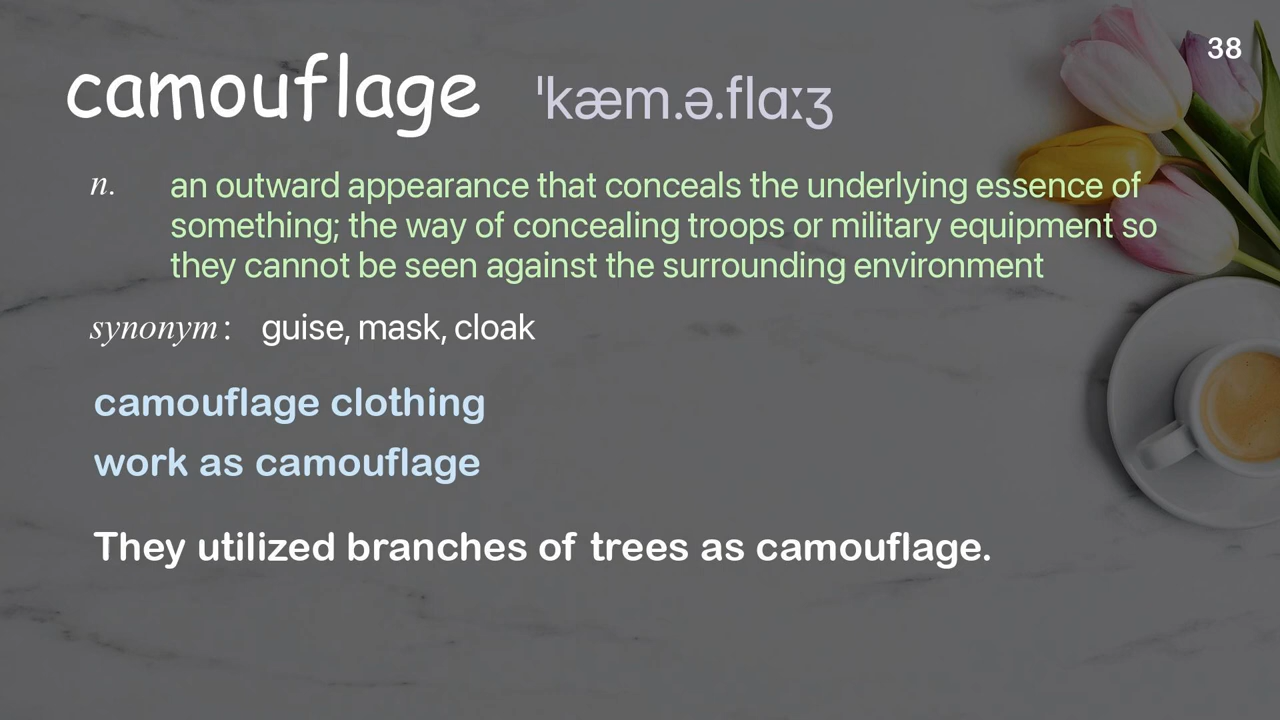 38
camouflage ˈkæm.ə.flɑːʒ
n. an outward appearance that conceals the underlying essence of
something; the way of concealing troops or military equipment so
they cannot be seen against the surrounding environment
synonym: guise, mask, cloak
camouflage clothing
work as camouflage
They utilized branches of trees as camouflage.